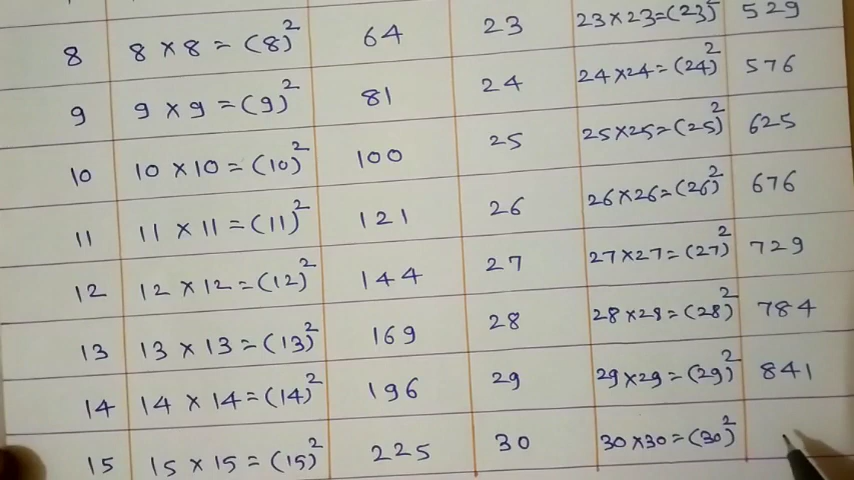 8 8 × 8 = (8)² 64 23 23×23=(23)² 529
9 9 × 9 = (9)² 81 24 24×24=(24)² 576
10 10 × 10 = (10)² 100 25 25×25=(25)² 625
11 11 × 11 = (11)² 121 26 26×26=(26)² 676
12 12 × 12 = (12)² 144 27 27×27=(27)² 729
13 13 × 13 = (13)² 169 28 28×28=(28)² 784
14 14 × 14 = (14)² 196 29 29×29=(29)² 841
15 15 × 15 = (15)² 225 30 30×30=(30)²